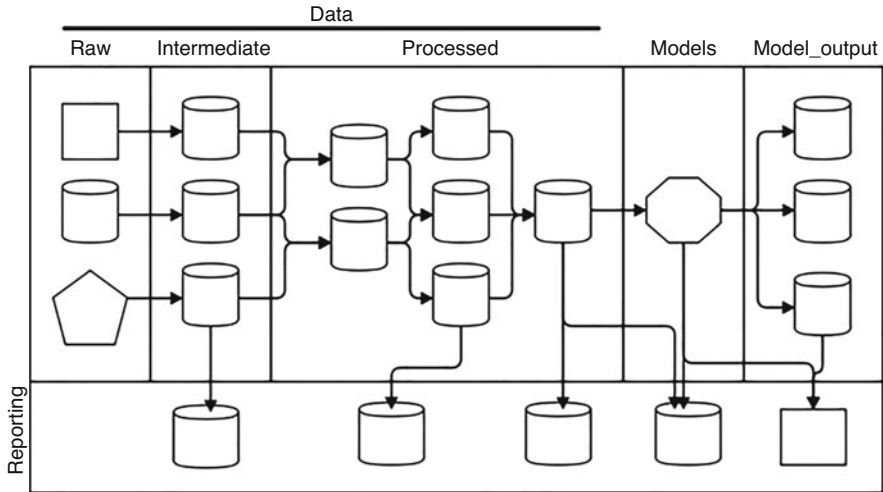 Data
Raw Intermediate Processed Models Model_output
Reporting